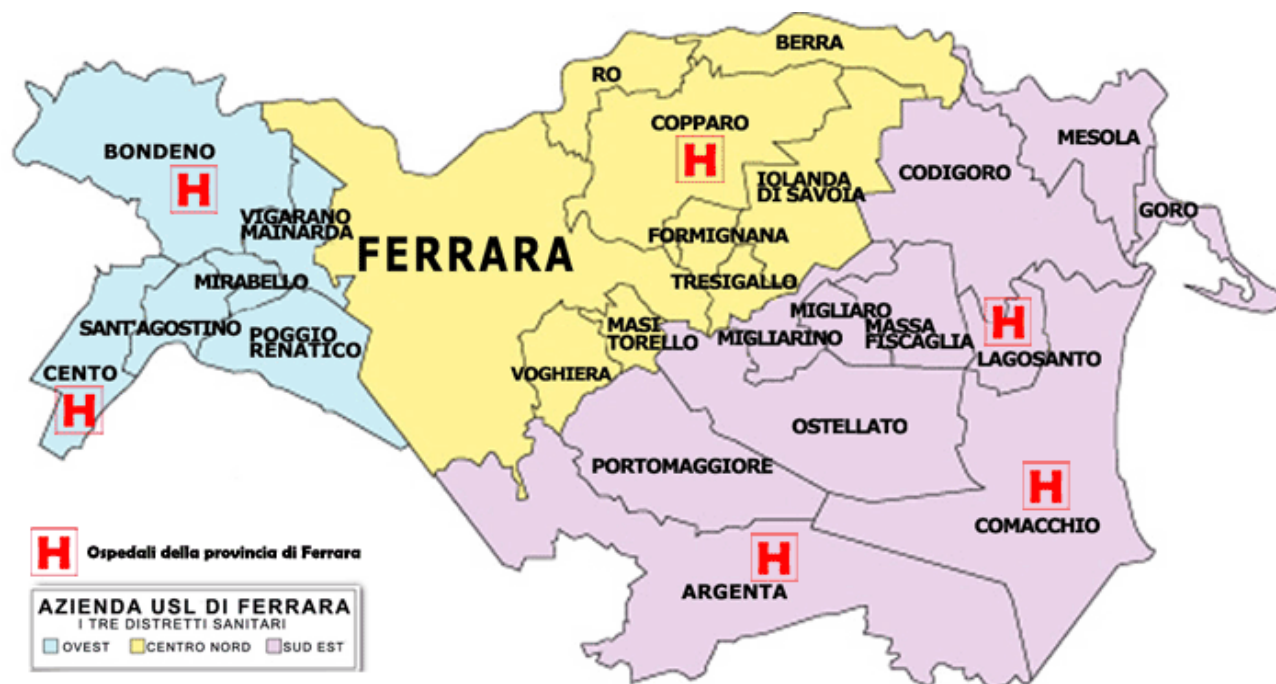 BERRA
RO
COPPARO
H
MESOLA
BONDENO
H
CODIGORO
IOLANDA
DI SAVOIA
GORO
VIGARANO
MAINARDA
FORMIGNANA
FERRARA
MIRABELLO
TRESIGALLO
SANT'AGOSTINO
POGGIO
RENATICO
MASI
TORELLO
MIGLIARO
MIGLIARINO
MASSA
FISCAGLIA
H
LAGOSANTO
CENTO
H
VOGHIERA
OSTELLATO
PORTOMAGGIORE
H
COMACCHIO
H
ARGENTA
H Ospedali della provincia di Ferrara
AZIENDA USL DI FERRARA
I TRE DISTRETTI SANITARI
OVEST CENTRO NORD SUD EST